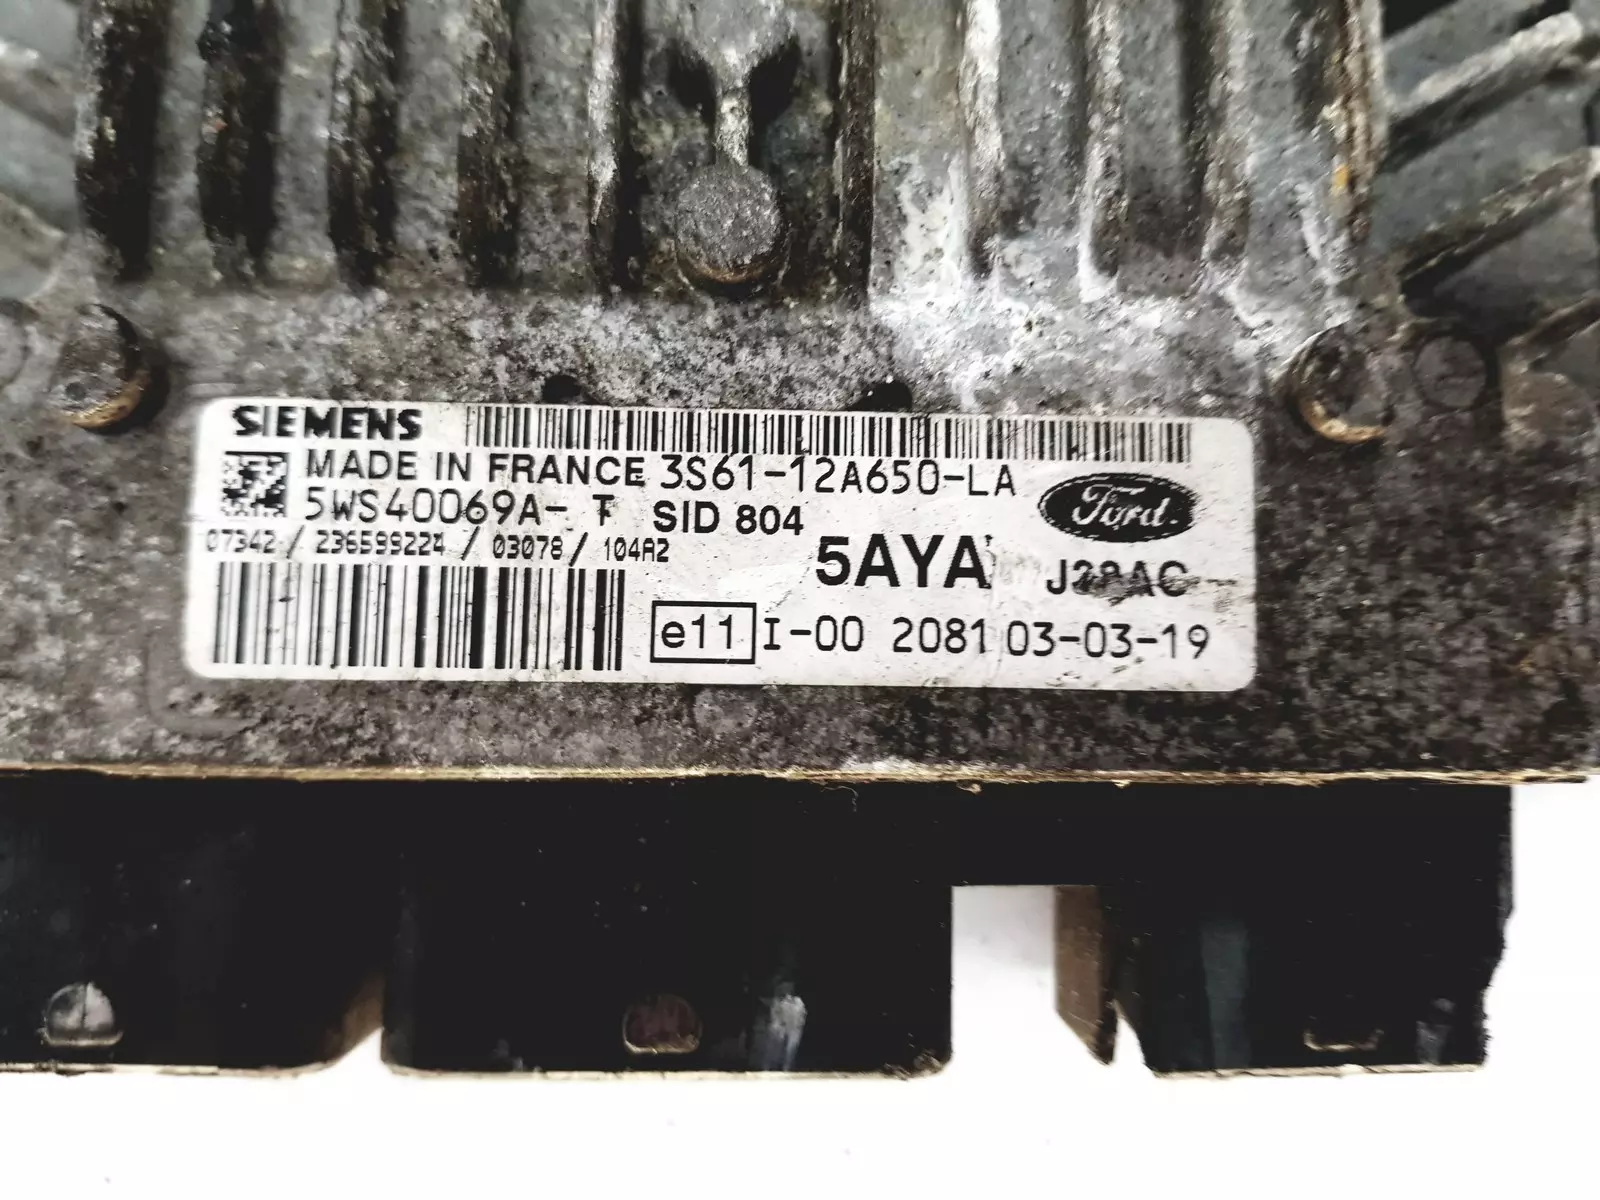 SIEMENS
MADE IN FRANCE 3S61-12A650-LA
5WS40069A- T SID 804 Ford
07342 / 236599224 / 03078 / 104A2
5AYA
e11 I-00 2081 03-03-19